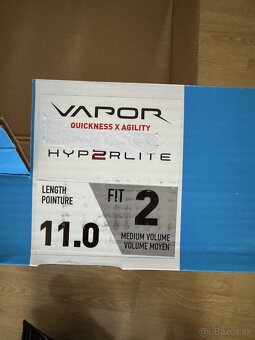 VAPOR
QUICKNESS X AGILITY
HYP2RLITE
LENGTH
POINTURE
11.0
FIT 2
MEDIUM VOLUME
VOLUME MOYEN
© Bazos.sk